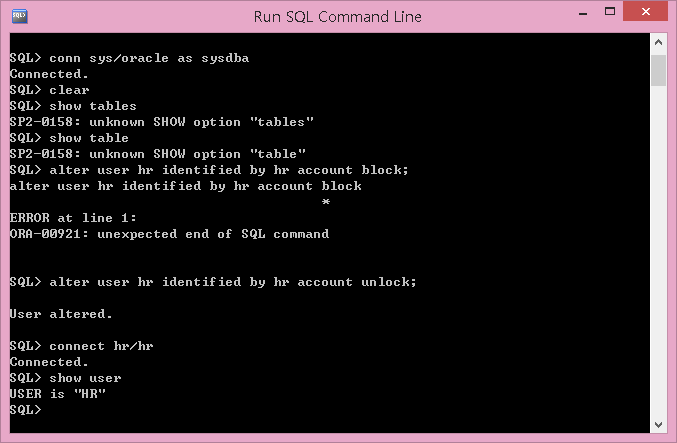 SQL
Run SQL Command Line
SQL> conn sys/oracle as sysdba
Connected.
SQL> clear
SQL> show tables
SP2-0158: unknown SHOW option "tables"
SQL> show table
SP2-0158: unknown SHOW option "table"
SQL> alter user hr identified by hr account block;
alter user hr identified by hr account block
*
ERROR at line 1:
ORA-00921: unexpected end of SQL command
SQL> alter user hr identified by hr account unlock;
User altered.
SQL> connect hr/hr
Connected.
SQL> show user
USER is "HR"
SQL>